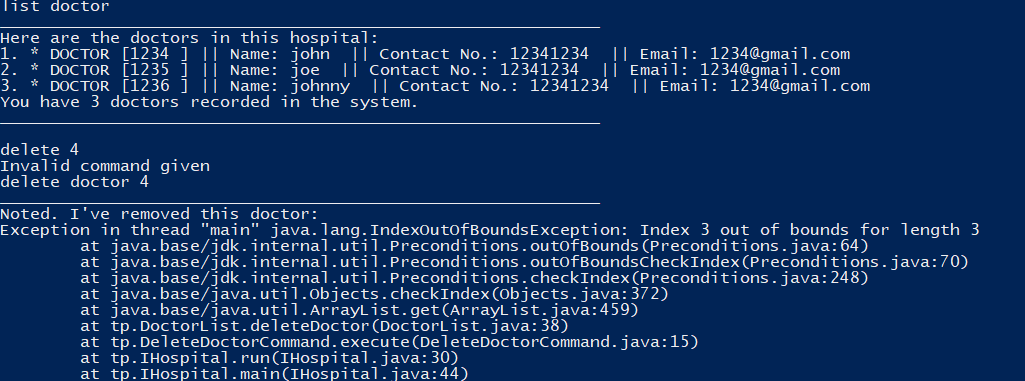 list doctor
____________________________________________________________
Here are the doctors in this hospital:
1. * DOCTOR [1234 ] || Name: john  || Contact No.: 12341234  || Email: 1234@gmail.com
2. * DOCTOR [1235 ] || Name: joe  || Contact No.: 12341234  || Email: 1234@gmail.com
3. * DOCTOR [1236 ] || Name: johnny  || Contact No.: 12341234  || Email: 1234@gmail.com
You have 3 doctors recorded in the system.
____________________________________________________________
delete 4
Invalid command given
delete doctor 4
____________________________________________________________
Noted. I've removed this doctor:
Exception in thread "main" java.lang.IndexOutOfBoundsException: Index 3 out of bounds for length 3
        at java.base/jdk.internal.util.Preconditions.outOfBounds(Preconditions.java:64)
        at java.base/jdk.internal.util.Preconditions.outOfBoundsCheckIndex(Preconditions.java:70)
        at java.base/jdk.internal.util.Preconditions.checkIndex(Preconditions.java:248)
        at java.base/java.util.Objects.checkIndex(Objects.java:372)
        at java.base/java.util.ArrayList.get(ArrayList.java:459)
        at tp.DoctorList.deleteDoctor(DoctorList.java:38)
        at tp.DeleteDoctorCommand.execute(DeleteDoctorCommand.java:15)
        at tp.IHospital.run(IHospital.java:30)
        at tp.IHospital.main(IHospital.java:44)